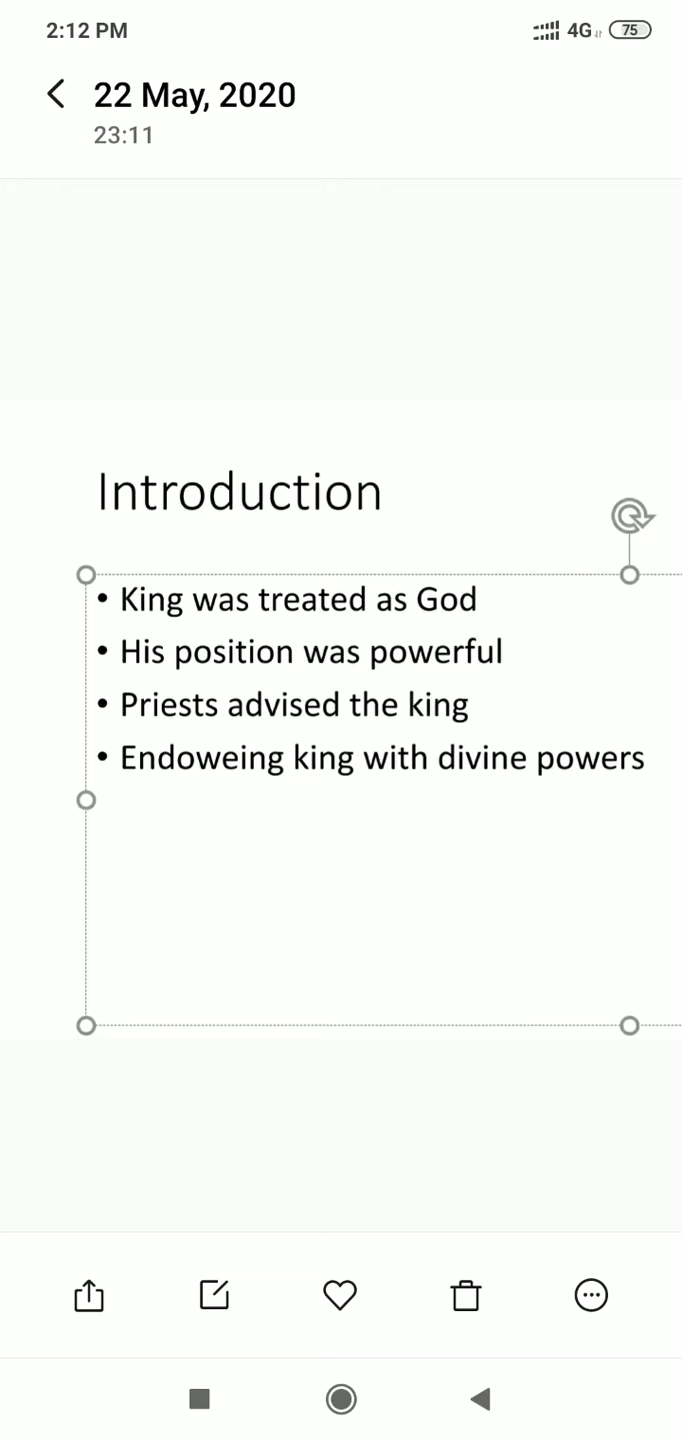 2:12 PM
4G 75
22 May, 2020
23:11
Introduction
• King was treated as God
• His position was powerful
• Priests advised the king
• Endoweing king with divine powers